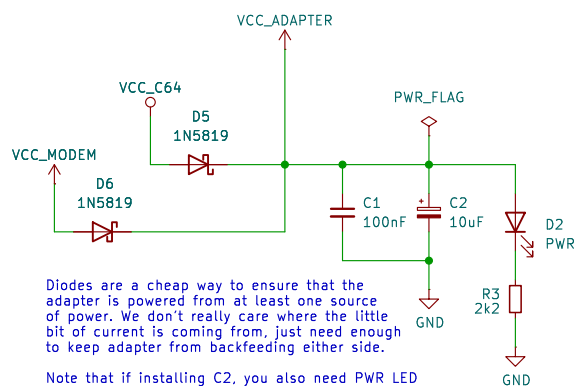 VCC_ADAPTER
VCC_C64
D5
1N5819
PWR_FLAG
VCC_MODEM
D6
1N5819
C1
100nF
+
C2
10uF
D2
PWR
R3
2k2
GND
GND
Diodes are a cheap way to ensure that the
adapter is powered from at least one source
of power. We don't really care where the little
bit of current is coming from, just need enough
to keep adapter from backfeeding either side.
Note that if installing C2, you also need PWR LED